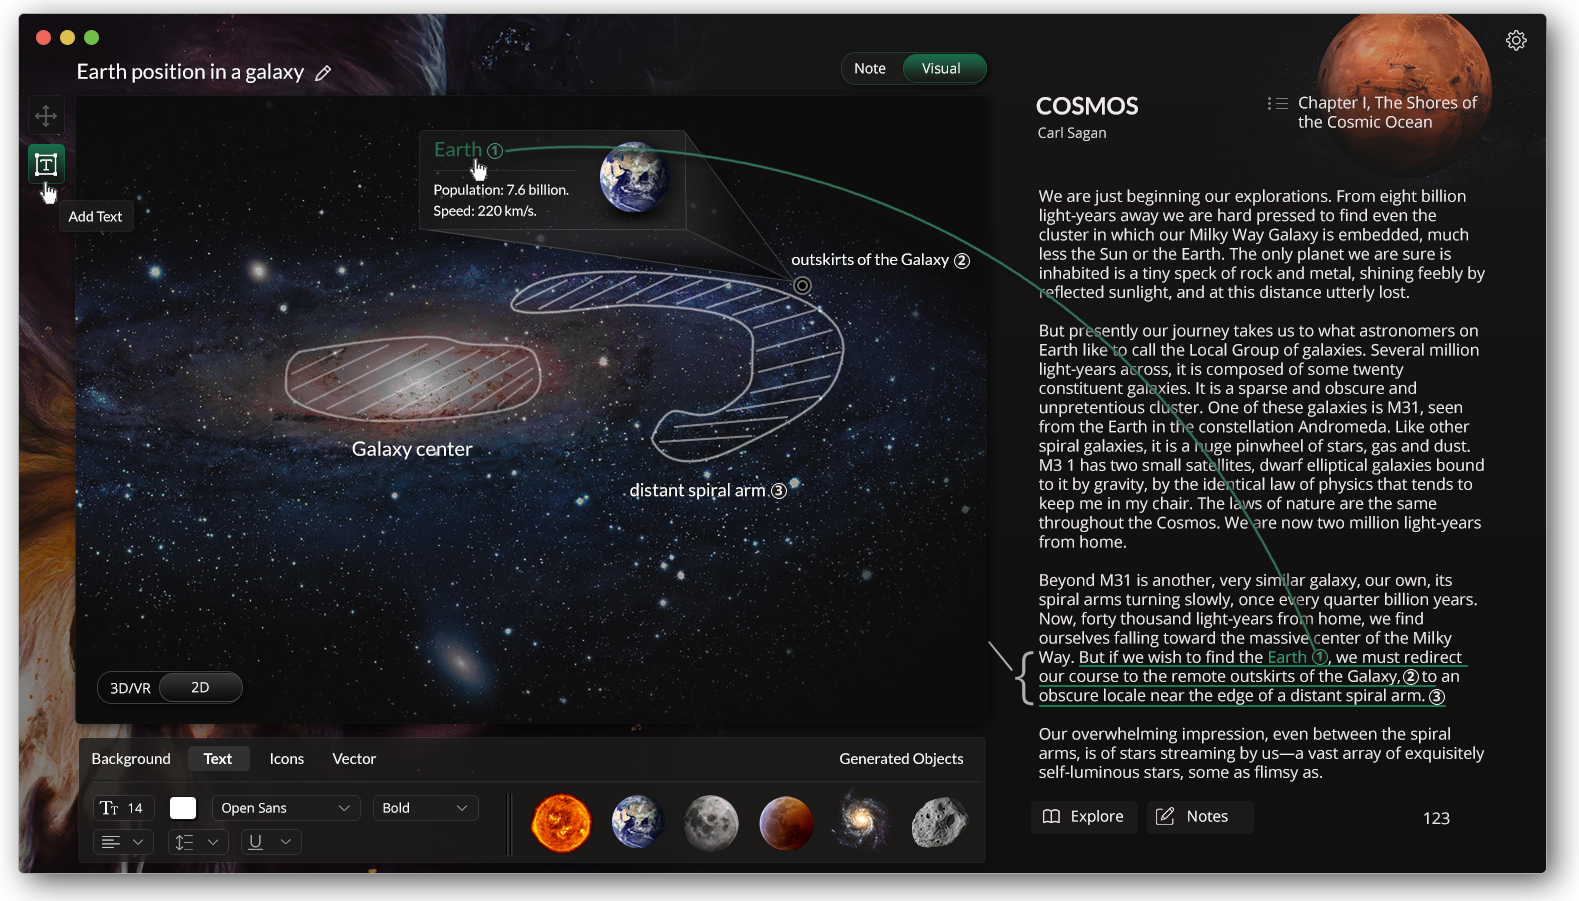 Earth position in a galaxy
Note
Visual
Add Text
Earth ①
Population: 7.6 billion.
Speed: 220 km/s.
outskirts of the Galaxy ②
Galaxy center
distant spiral arm ③
3D/VR
2D
Background
Text
Icons
Vector
Generated Objects
TT 14
Open Sans
Bold
U
COSMOS
Carl Sagan
Chapter I, The Shores of
the Cosmic Ocean
We are just beginning our explorations. From eight billion
light-years away we are hard pressed to find even the
cluster in which our Milky Way Galaxy is embedded, much
less the Sun or the Earth. The only planet we are sure is
inhabited is a tiny speck of rock and metal, shining feebly by
reflected sunlight, and at this distance utterly lost.
But presently our journey takes us to what astronomers on
Earth like to call the Local Group of galaxies. Several million
light-years across, it is composed of some twenty
constituent galaxies. It is a sparse and obscure and
unpretentious cluster. One of these galaxies is M31, seen
from the Earth in the constellation Andromeda. Like other
spiral galaxies, it is a huge pinwheel of stars, gas and dust.
M3 1 has two small satellites, dwarf elliptical galaxies bound
to it by gravity, by the identical law of physics that tends to
keep me in my chair. The laws of nature are the same
throughout the Cosmos. We are now two million light-years
from home.
Beyond M31 is another, very similar galaxy, our own, its
spiral arms turning slowly, once every quarter billion years.
Now, forty thousand light-years from home, we find
ourselves falling toward the massive center of the Milky
Way. But if we wish to find the Earth ①, we must redirect
our course to the remote outskirts of the Galaxy,② to an
obscure locale near the edge of a distant spiral arm. ③
Our overwhelming impression, even between the spiral
arms, is of stars streaming by us—a vast array of exquisitely
self-luminous stars, some as flimsy as.
Explore
Notes
123